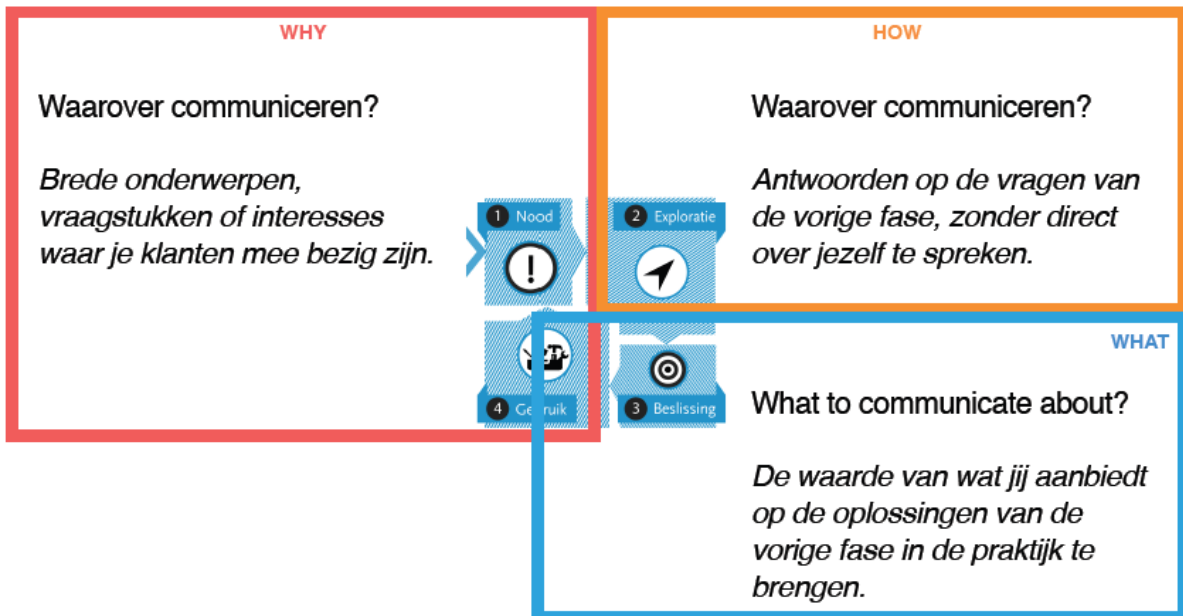 WHY
Waarover communiceren?
Brede onderwerpen,
vraagstukken of interesses
waar je klanten mee bezig zijn.
HOW
Waarover communiceren?
Antwoorden op de vragen van
de vorige fase, zonder direct
over jezelf te spreken.
1 Nood
2 Exploratie
4 Gebruik
3 Beslissing
WHAT
What to communicate about?
De waarde van wat jij aanbiedt
op de oplossingen van de
vorige fase in de praktijk te
brengen.